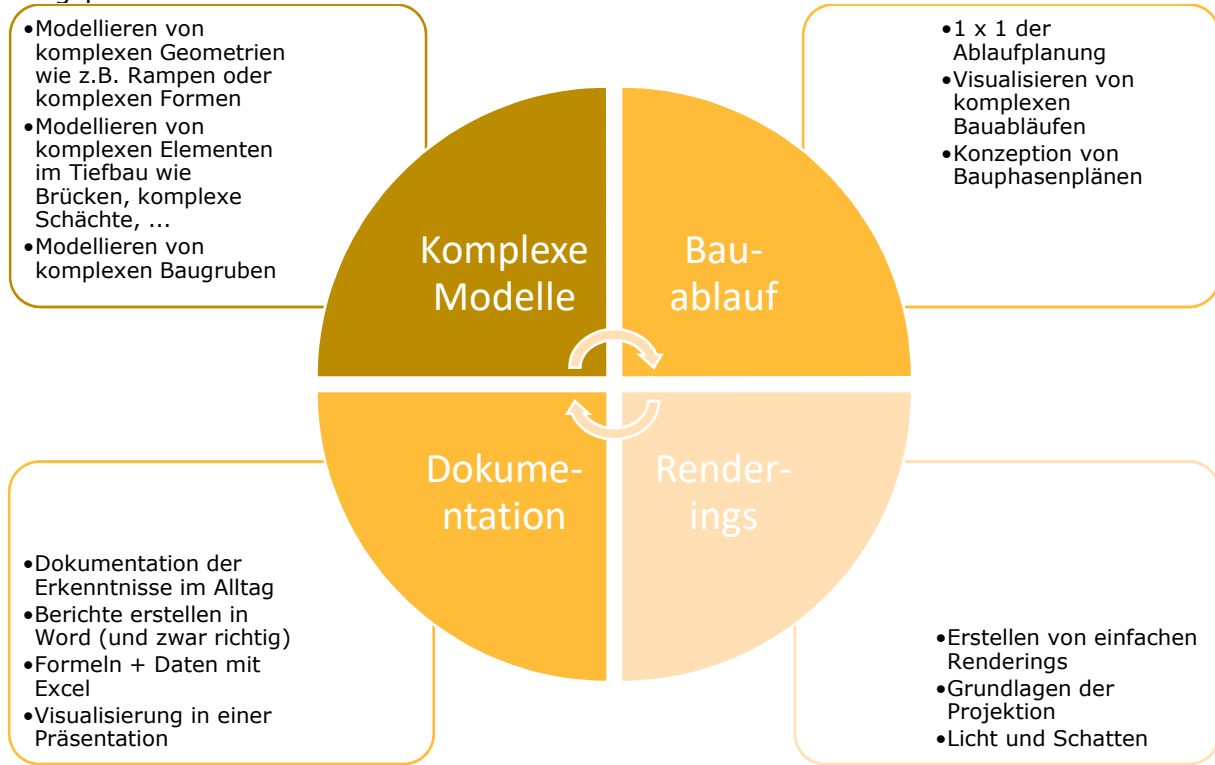 •Modellieren von
komplexen Geometrien
wie z.B. Rampen oder
komplexen Formen
•Modellieren von
komplexen Elementen
im Tiefbau wie
Brücken, komplexe
Schächte, ...
•Modellieren von
komplexen Baugruben
•1 x 1 der
Ablaufplanung
•Visualisieren von
komplexen
Bauabläufen
•Konzeption von
Bauphasenplänen
Komplexe
Modelle
Bau-
ablauf
Dokume-
ntation
Render-
ings
•Dokumentation der
Erkenntnisse im Alltag
•Berichte erstellen in
Word (und zwar richtig)
•Formeln + Daten mit
Excel
•Visualisierung in einer
Präsentation
•Erstellen von einfachen
Renderings
•Grundlagen der
Projektion
•Licht und Schatten